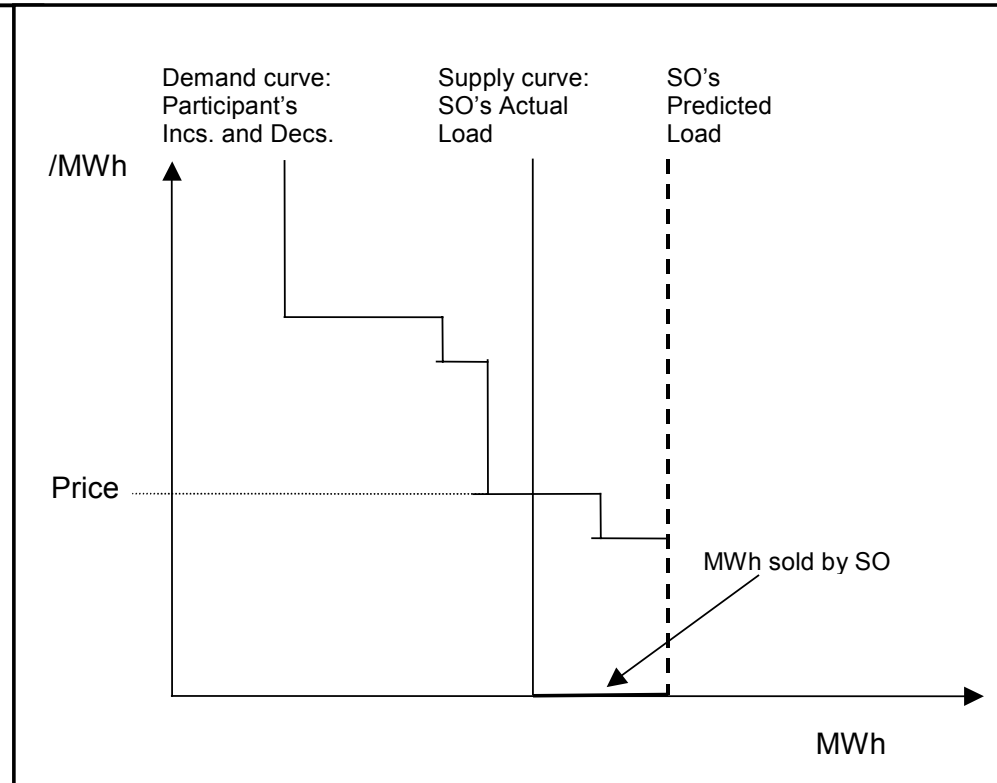 Demand curve:
Participant's
Incs. and Decs.
Supply curve:
SO's Actual
Load
SO's
Predicted
Load
/MWh
Price
MWh sold by SO
MWh